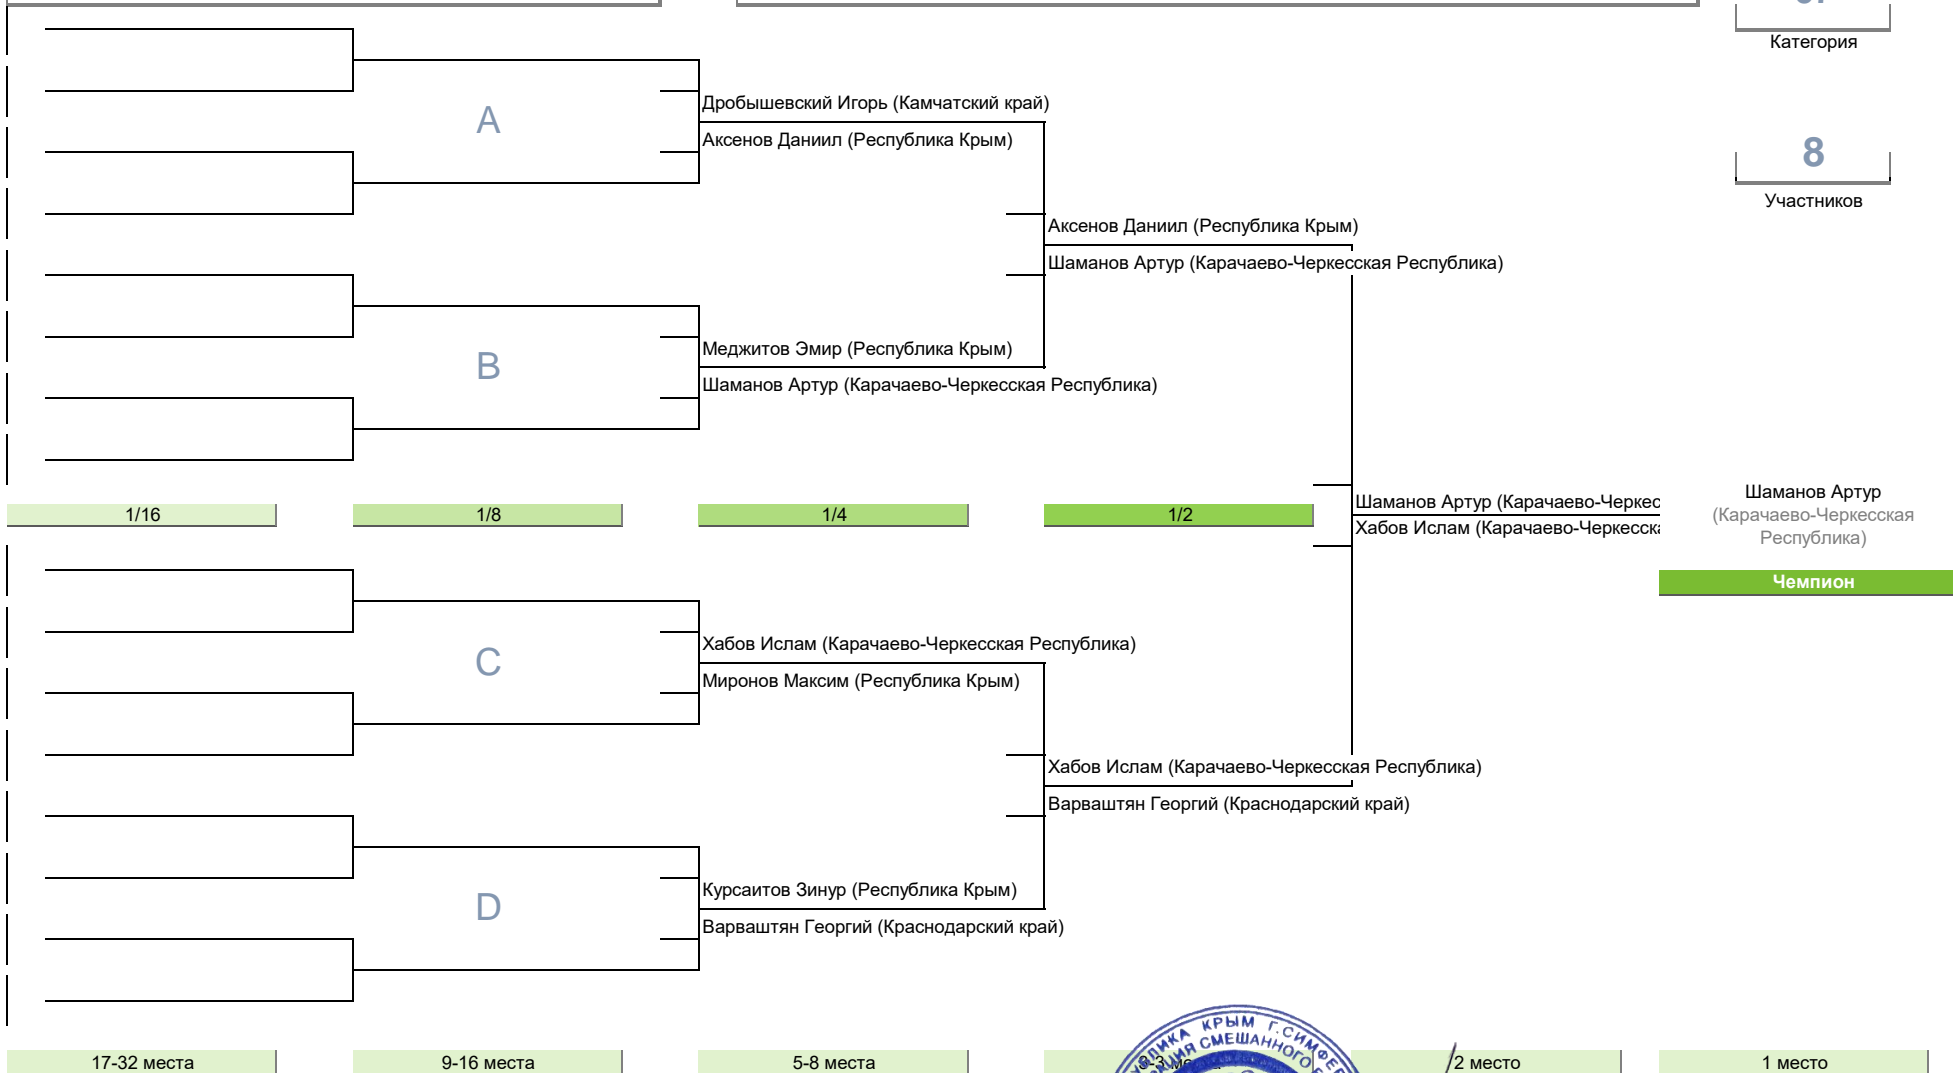 Категория
A
Дробышевский Игорь (Камчатский край)
Аксенов Даниил (Республика Крым)
8
Участников
Аксенов Даниил (Республика Крым)
Шаманов Артур (Карачаево-Черкесская Республика)
B
Меджитов Эмир (Республика Крым)
Шаманов Артур (Карачаево-Черкесская Республика)
1/16
1/8
1/4
1/2
Шаманов Артур (Карачаево-Черкес
Хабов Ислам (Карачаево-Черкесска
Шаманов Артур
(Карачаево-Черкесская
Республика)
Чемпион
C
Хабов Ислам (Карачаево-Черкесская Республика)
Миронов Максим (Республика Крым)
Хабов Ислам (Карачаево-Черкесская Республика)
Варваштян Георгий (Краснодарский край)
D
Курсаитов Зинур (Республика Крым)
Варваштян Георгий (Краснодарский край)
КРЫМ Г.
СМЕШАННОГО
17-32 места
9-16 места
5-8 места
2 место
1 место